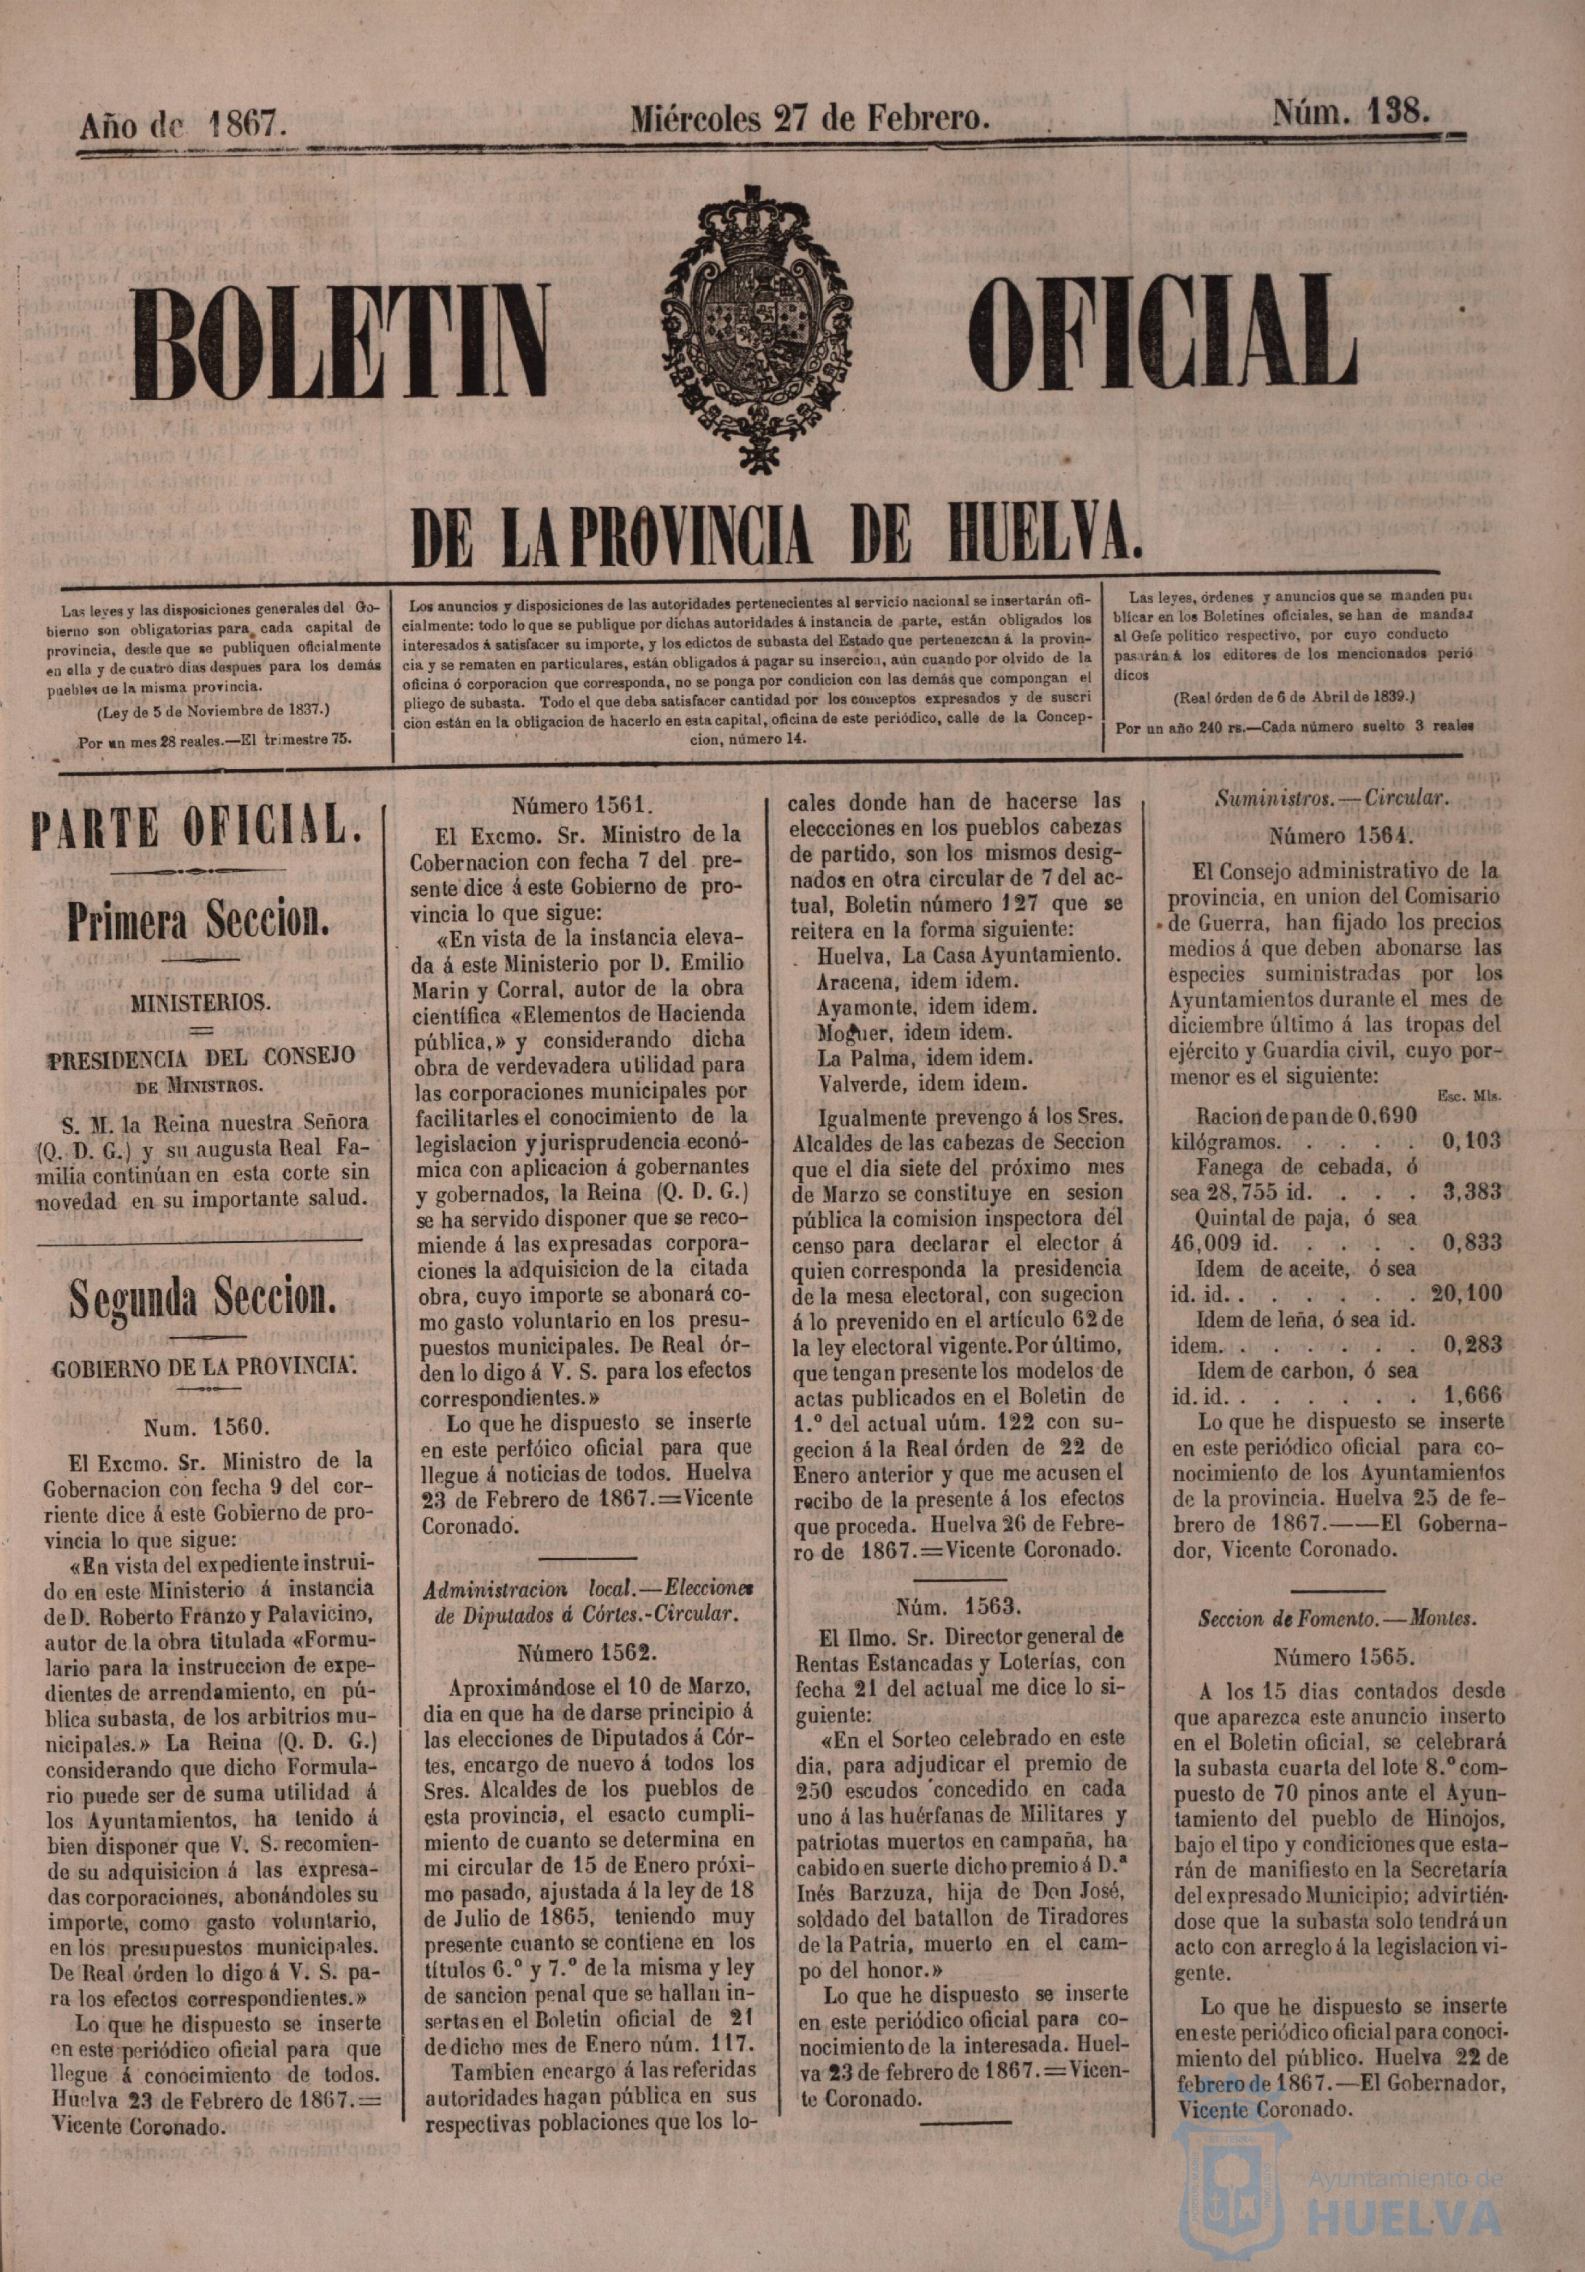 Año de 1867.
Miércoles 27 de Febrero.
Núm. 138.
BOLETIN OFICIAL
DE LA PROVINCIA DE HUELVA.
Las leyes y las disposiciones generales del Go-
bierno son obligatorias para cada capital de
provincia, desde que se publiquen oficialmente
en ella y de cuatro dias despues para los demás
pueblos de la misma provincia.
(Ley de 5 de Noviembre de 1837.)
Por un mes 28 reales.—El trimestre 75.
Los anuncios y disposiciones de las autoridades pertenecientes al servicio nacional se insertarán ofi-
cialmente: todo lo que se publique por dichas autoridades á instancia de parte, están obligados los
interesados á satisfacer su importe, y los edictos de subasta del Estado que pertenezcan á la provin-
cia y se rematen en particulares, están obligados á pagar su insercion, aún cuando por olvido de la
oficina ó corporacion que corresponda, no se ponga por condicion con las demás que compongan el
pliego de subasta. Todo el que deba satisfacer cantidad por los conceptos expresados y de suscri
cion están en la obligacion de hacerlo en esta capital, oficina de este periódico, calle de la Concep-
cion, número 14.
Las leyes, órdenes y anuncios que se manden pu
blicar en los Boletines oficiales, se han de mandar
al Gefe político respectivo, por cuyo conducto
pasarán á los editores de los mencionados perió
dicos
(Real órden de 6 de Abril de 1839.)
Por un año 240 rs.—Cada número suelto 3 reales
PARTE OFICIAL.
Primera Seccion.
MINISTERIOS.
PRESIDENCIA DEL CONSEJO
DE MINISTROS.
S. M. la Reina nuestra Señora
(Q. D. G.) y su augusta Real Fa-
milia continúan en esta corte sin
novedad en su importante salud.
Segunda Seccion.
GOBIERNO DE LA PROVINCIA.
Num. 1560.
El Excmo. Sr. Ministro de la
Gobernacion con fecha 9 del cor-
riente dice á este Gobierno de pro-
vincia lo que sigue:
«En vista del expediente instrui-
do en este Ministerio á instancia
de D. Roberto Franzo y Palavicino,
autor de la obra titulada «Formu-
lario para la instruccion de expe-
dientes de arrendamiento, en pú-
blica subasta, de los arbitrios mu-
nicipales.» La Reina (Q. D. G.)
considerando que dicho Formula-
rio puede ser de suma utilidad á
los Ayuntamientos, ha tenido á
bien disponer que V. S. recomien-
de su adquisicion á las expresa-
das corporaciones, abonándoles su
importe, como gasto voluntario,
en los presupuestos municipales.
De Real órden lo digo á V. S. pa-
ra los efectos correspondientes.»
Lo que he dispuesto se inserte
en este periódico oficial para que
llegue á conocimiento de todos.
Huelva 23 de Febrero de 1867.=
Vicente Coronado.
Número 1561.
El Excmo. Sr. Ministro de la
Cobernacion con fecha 7 del pre-
sente dice á este Gobierno de pro-
vincia lo que sigue:
«En vista de la instancia eleva-
da á este Ministerio por D. Emilio
Marin y Corral, autor de la obra
científica «Elementos de Hacienda
pública,» y considerando dicha
obra de verdevadera utilidad para
las corporaciones municipales por
facilitarles el conocimiento de la
legislacion y jurisprudencia econó-
mica con aplicacion á gobernantes
y gobernados, la Reina (Q. D. G.)
se ha servido disponer que se reco-
miende á las expresadas corpora-
ciones la adquisicion de la citada
obra, cuyo importe se abonará co-
mo gasto voluntario en los presu-
puestos municipales. De Real ór-
den lo digo á V. S. para los efectos
correspondientes.»
Lo que he dispuesto se inserte
en este perióico oficial para que
llegue á noticias de todos. Huelva
23 de Febrero de 1867.=Vicente
Coronado.
Administracion local.—Elecciones
de Diputados á Córtes.-Circular.
Número 1562.
Aproximándose el 10 de Marzo,
dia en que ha de darse principio á
las elecciones de Diputados á Cór-
tes, encargo de nuevo á todos los
Sres. Alcaldes de los pueblos de
esta provincia, el esacto cumpli-
miento de cuanto se determina en
mi circular de 15 de Enero próxi-
mo pasado, ajustada á la ley de 18
de Julio de 1865, teniendo muy
presente cuanto se contiene en los
títulos 6.º y 7.º de la misma y ley
de sancion penal que se hallan in-
sertas en el Boletin oficial de 21
de dicho mes de Enero núm. 117.
Tambien encargo á las referidas
autoridades hagan pública en sus
respectivas poblaciones que los lo-
cales donde han de hacerse las
eleccciones en los pueblos cabezas
de partido, son los mismos desig-
nados en otra circular de 7 del ac-
tual, Boletin número 127 que se
reitera en la forma siguiente:
Huelva, La Casa Ayuntamiento.
Aracena, idem idem.
Ayamonte, idem idem.
Moguer, idem idem.
La Palma, idem idem.
Valverde, idem idem.
Igualmente prevengo á los Sres.
Alcaldes de las cabezas de Seccion
que el dia siete del próximo mes
de Marzo se constituye en sesion
pública la comision inspectora del
censo para declarar el elector á
quien corresponda la presidencia
de la mesa electoral, con sugecion
á lo prevenido en el artículo 62 de
la ley electoral vigente. Por último,
que tengan presente los modelos de
actas publicados en el Boletin de
1.º del actual uúm. 122 con su-
gecion á la Real órden de 22 de
Enero anterior y que me acusen el
recibo de la presente á los efectos
que proceda. Huelva 26 de Febre-
ro de 1867.=Vicente Coronado.
Núm. 1563.
El Ilmo. Sr. Director general de
Rentas Estancadas y Loterías, con
fecha 21 del actual me dice lo si-
guiente:
«En el Sorteo celebrado en este
dia, para adjudicar el premio de
250 escudos concedido en cada
uno á las huérfanas de Militares y
patriotas muertos en campaña, ha
cabido en suerte dicho premio á D.ª
Inés Barzuza, hija de Don José,
soldado del batallon de Tiradores
de la Patria, muerto en el cam-
po del honor.»
Lo que he dispuesto se inserte
en este periódico oficial para co-
nocimiento de la interesada. Huel-
va 23 de febrero de 1867.=Vicen-
te Coronado.
Suministros.—Circular.
Número 1564.
El Consejo administrativo de la
provincia, en union del Comisario
de Guerra, han fijado los precios
medios á que deben abonarse las
especies suministradas por los
Ayuntamientos durante el mes de
diciembre último á las tropas del
ejército y Guardia civil, cuyo por-
menor es el siguiente:
Esc. Mls.
Racion de pan de 0,690
kilógramos. . . . . . 0,103
Fanega de cebada, ó
sea 28,755 id. . . . . 3,383
Quintal de paja, ó sea
46,009 id. . . . . . 0,833
Idem de aceite, ó sea
id. id. . . . . . . . 20,100
Idem de leña, ó sea id.
idem. . . . . . . . 0,283
Idem de carbon, ó sea
id. id. . . . . . . . 1,666
Lo que he dispuesto se inserte
en este periódico oficial para co-
nocimiento de los Ayuntamientos
de la provincia. Huelva 25 de fe-
brero de 1867.——El Goberna-
dor, Vicente Coronado.
Seccion de Fomento.—Montes.
Número 1565.
A los 15 dias contados desde
que aparezca este anuncio inserto
en el Boletin oficial, se celebrará
la subasta cuarta del lote 8.º com-
puesto de 70 pinos ante el Ayun-
tamiento del pueblo de Hinojos,
bajo el tipo y condiciones que esta-
rán de manifiesto en la Secretaría
del expresado Municipio; advirtién-
dose que la subasta solo tendrá un
acto con arreglo á la legislacion vi-
gente.
Lo que he dispuesto se inserte
en este periódico oficial para conoci-
miento del público. Huelva 22 de
febrero de 1867.—El Gobernador,
Vicente Coronado.
Ayuntamiento de
HUELVA